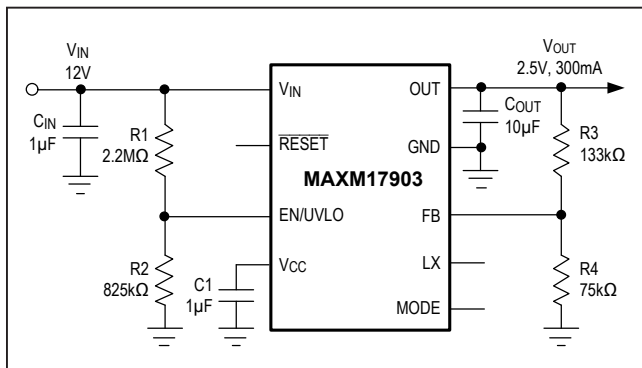 VIN
12V
CIN
1µF
R1
2.2MΩ
R2
825kΩ
C1
1µF
VIN
RESET
EN/UVLO
VCC
MAXM17903
OUT
GND
FB
LX
MODE
COUT
10µF
VOUT
2.5V, 300mA
R3
133kΩ
R4
75kΩ